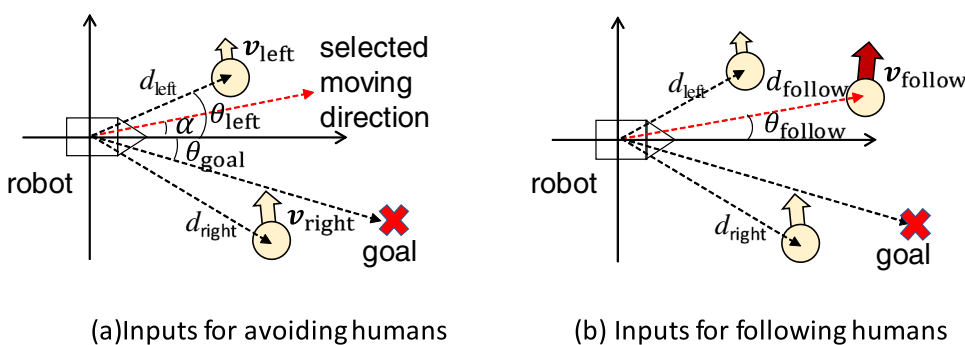 v_left
d_left
selected
moving
direction
θ_left
α
θ_goal
robot
d_right
v_right
goal
(a)Inputs for avoiding humans
d_left
d_follow
v_follow
θ_follow
robot
d_right
goal
(b) Inputs for following humans